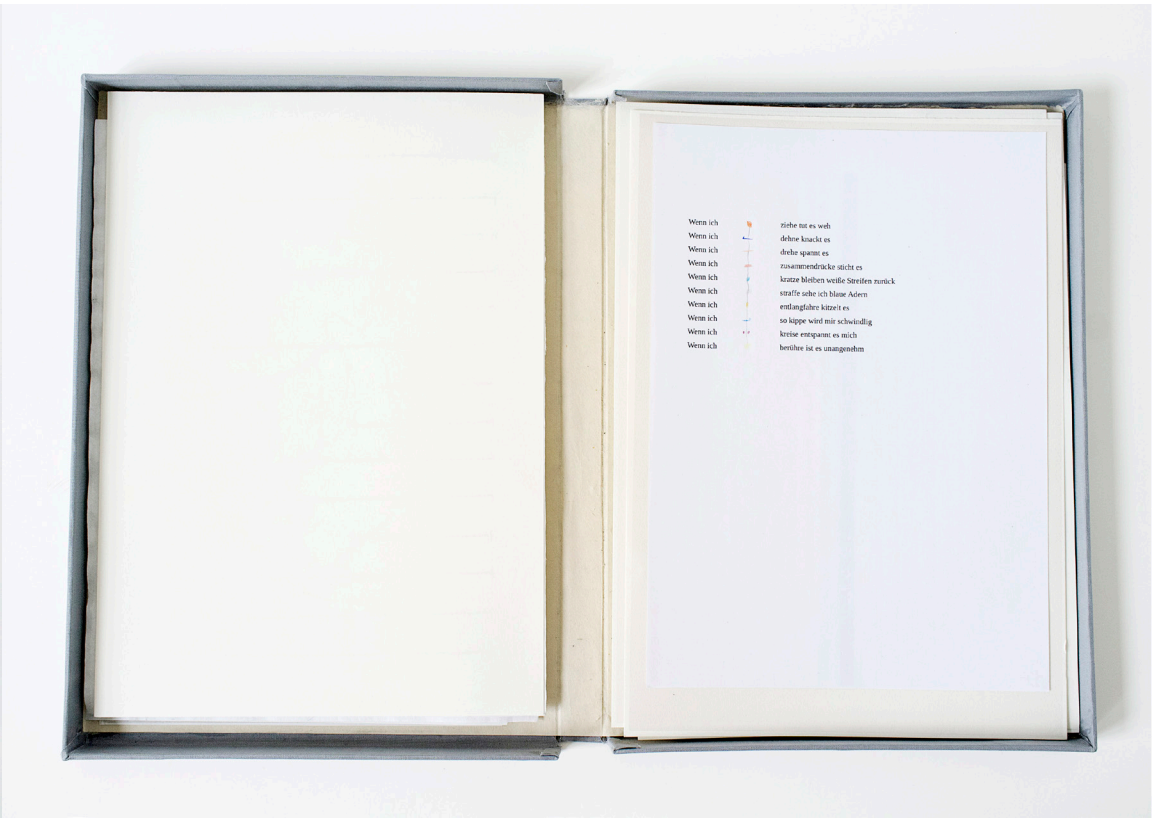 Wenn ich ziehe tut es weh
Wenn ich dehne knackt es
Wenn ich drehe spannt es
Wenn ich zusammendrücke sticht es
Wenn ich kratze bleiben weiße Streifen zurück
Wenn ich straffe sehe ich blaue Adern
Wenn ich entlangfahre kitzelt es
Wenn ich so kippe wird mir schwindlig
Wenn ich kreise entspannt es mich
Wenn ich berühre ist es unangenehm